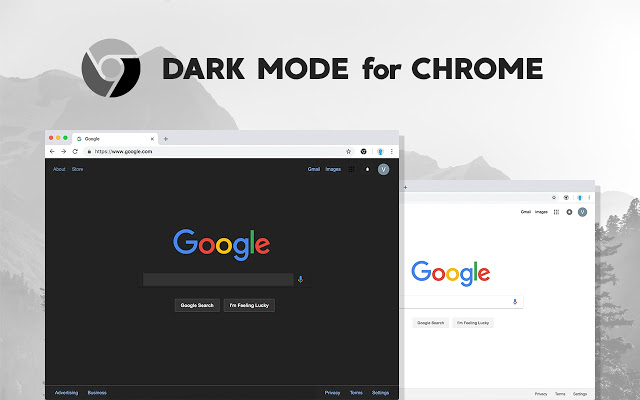 DARK MODE for CHROME
Google
https://www.google.com
About Store
Gmail Images
V
Google
Google Search I'm Feeling Lucky
Advertising Business
Privacy Terms Settings
Gmail Images
V
Google
Google Search I'm Feeling Lucky
Privacy Terms Settings